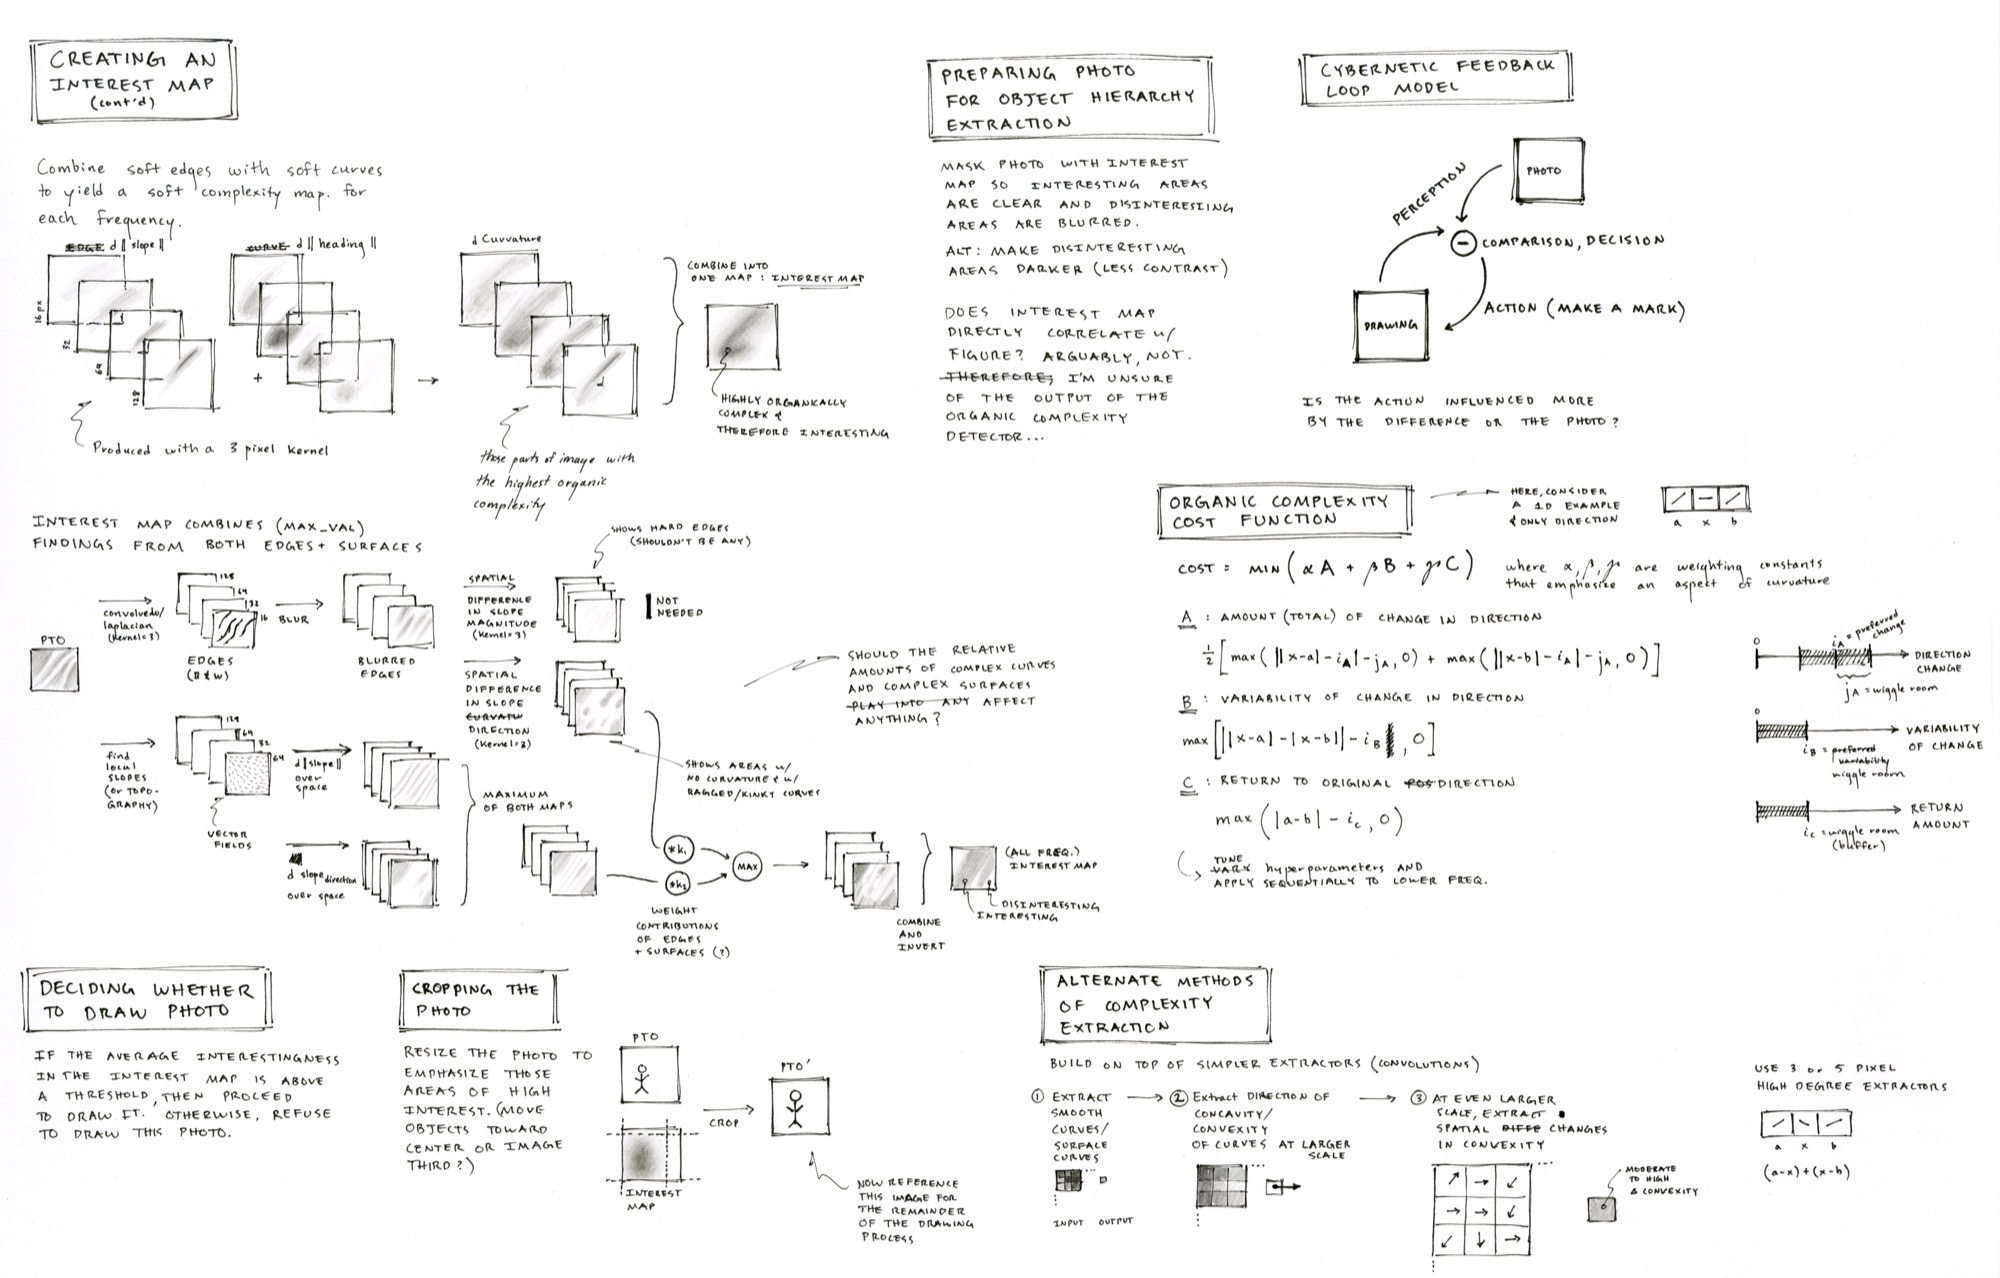 CREATING AN
INTEREST MAP
(cont'd)
Combine soft edges with soft curves
to yield a soft complexity map. for
each frequency.
EDGE d || slope ||
CURVE d || heading ||
d Curvature
16 px
32
64
128
+
Produced with a 3 pixel kernel
those parts of image with
the highest organic
complexity
COMBINE INTO
ONE MAP : INTEREST MAP
HIGHLY ORGANICALLY
COMPLEX &
THEREFORE INTERESTING
INTEREST MAP COMBINES (MAX_VAL)
FINDINGS FROM BOTH EDGES + SURFACES
PTO
convolvedo/
laplacian
(kernel=3)
128
64
32
16
EDGES
(B & W)
BLUR
BLURRED
EDGES
SPATIAL
DIFFERENCE
IN SLOPE
MAGNITUDE
(kernel=3)
SHOWS HARD EDGES
(SHOULDN'T BE ANY)
NOT
NEEDED
SPATIAL
DIFFERENCE
IN SLOPE
DIRECTION
(kernel=3)
SHOULD THE RELATIVE
AMOUNTS OF COMPLEX CURVES
AND COMPLEX SURFACES
PLAY INTO ANY AFFECT
ANYTHING?
SHOWS AREAS w/
NO CURVATURE & w/
RAGGED/KINKY CURVES
find
local
SLOPES
(or TOPO-
GRAPHY)
128
64
32
64
VECTOR
FIELDS
d ||slope||
over
space
d slope direction
over space
MAXIMUM
OF BOTH MAPS
*k₁
*k₂
MAX
WEIGHT
CONTRIBUTIONS
OF EDGES
+ SURFACES (?)
COMBINE
AND
INVERT
(ALL FREQ.)
INTEREST MAP
DISINTERESTING
INTERESTING
DECIDING WHETHER
TO DRAW PHOTO
IF THE AVERAGE INTERESTINGNESS
IN THE INTEREST MAP IS ABOVE
A THRESHOLD, THEN PROCEED
TO DRAW IT. OTHERWISE, REFUSE
TO DRAW THIS PHOTO.
CROPPING THE
PHOTO
RESIZE THE PHOTO TO
EMPHASIZE THOSE
AREAS OF HIGH
INTEREST. (MOVE
OBJECTS TOWARD
CENTER OR IMAGE
THIRD?)
PTO
INTEREST
MAP
CROP
PTO'
NOW REFERENCE
THIS IMAGE FOR
THE REMAINDER
OF THE DRAWING
PROCESS
PREPARING PHOTO
FOR OBJECT HIERARCHY
EXTRACTION
MASK PHOTO WITH INTEREST
MAP SO INTERESTING AREAS
ARE CLEAR AND DISINTERESTING
AREAS ARE BLURRED.
ALT: MAKE DISINTERESTING
AREAS DARKER (LESS CONTRAST)
DOES INTEREST MAP
DIRECTLY CORRELATE w/
FIGURE? ARGUABLY, NOT.
THEREFORE, I'M UNSURE
OF THE OUTPUT OF THE
ORGANIC COMPLEXITY
DETECTOR...
CYBERNETIC FEEDBACK
LOOP MODEL
PHOTO
PERCEPTION
COMPARISON, DECISION
ACTION (MAKE A MARK)
DRAWING
IS THE ACTION INFLUENCED MORE
BY THE DIFFERENCE OR THE PHOTO?
ORGANIC COMPLEXITY
COST FUNCTION
HERE, CONSIDER
A 1D EXAMPLE
& ONLY DIRECTION
a x b
COST = MIN (αA + βB + γC)
where α, β, γ are weighting constants
that emphasize an aspect of curvature
A : AMOUNT (TOTAL) OF CHANGE IN DIRECTION
½ [ max( ||x-a| - i_A| - j_A, 0) + max( ||x-b| - i_A| - j_A, 0) ]
B : VARIABILITY OF CHANGE IN DIRECTION
max [ ||x-a| - |x-b|| - i_B , 0 ]
C : RETURN TO ORIGINAL POS DIRECTION
max ( |a-b| - i_c, 0 )
TUNE
VARY hyperparameters AND
APPLY SEQUENTIALLY TO LOWER FREQ.
0
i_A = preferred
change
DIRECTION
CHANGE
j_A = wiggle room
0
VARIABILITY
OF CHANGE
i_B = preferred
variability
wiggle room
RETURN
AMOUNT
i_c = wiggle room
(buffer)
ALTERNATE METHODS
OF COMPLEXITY
EXTRACTION
BUILD ON TOP OF SIMPLER EXTRACTORS (CONVOLUTIONS)
① EXTRACT
SMOOTH
CURVES/
SURFACE
CURVES
INPUT OUTPUT
② Extract DIRECTION OF
CONCAVITY/
CONVEXITY
OF CURVES AT LARGER
SCALE
③ AT EVEN LARGER
SCALE, EXTRACT
SPATIAL DIFFE CHANGES
IN CONVEXITY
MODERATE
TO HIGH
Δ CONVEXITY
USE 3 or 5 PIXEL
HIGH DEGREE EXTRACTORS
a x b
(a-x) + (x-b)